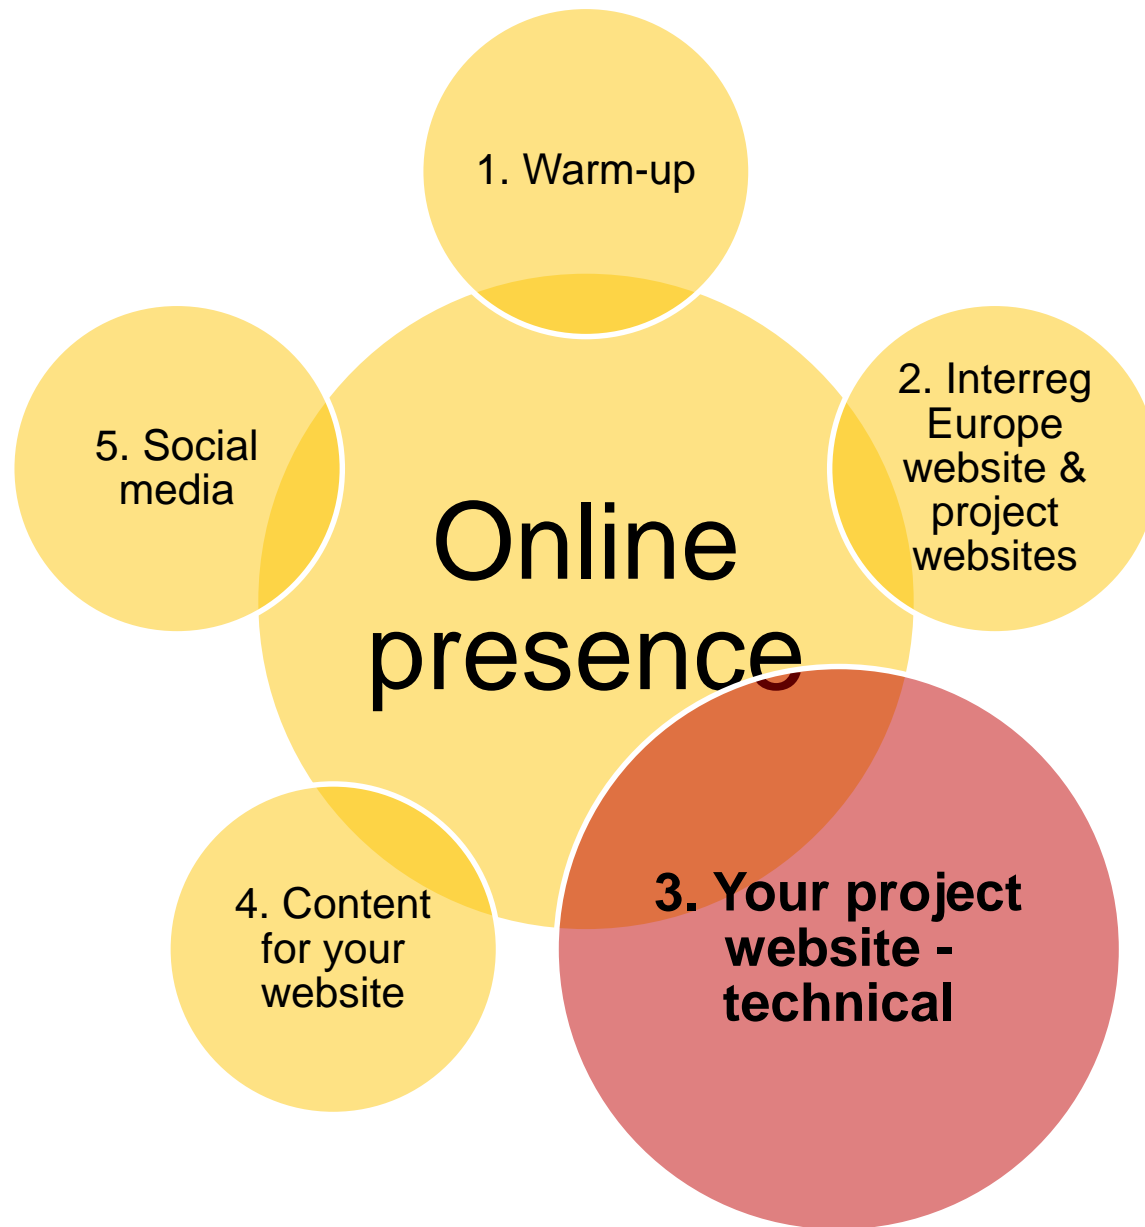 1. Warm-up
2. Interreg
Europe
website &
project
websites
5. Social
media
Online
presence
3. Your project
website -
technical
4. Content
for your
website